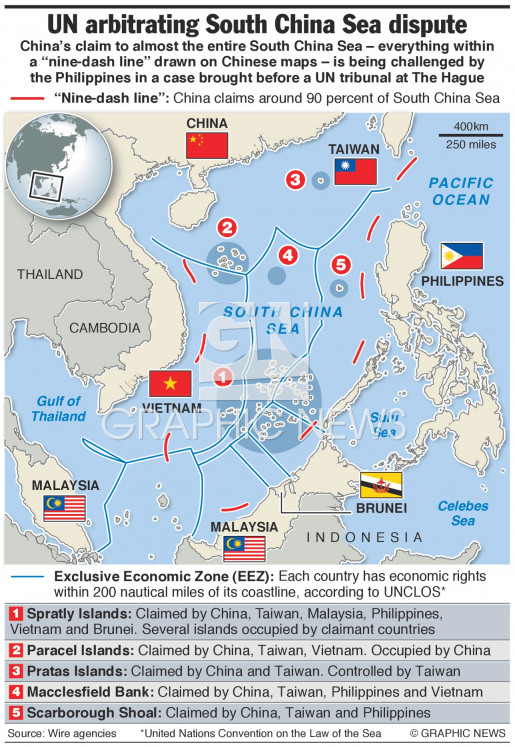 UN arbitrating South China Sea dispute
China's claim to almost the entire South China Sea – everything within
a "nine-dash line" drawn on Chinese maps – is being challenged by
the Philippines in a case brought before a UN tribunal at The Hague
"Nine-dash line": China claims around 90 percent of South China Sea
CHINA
400km
250 miles
TAIWAN
3
PACIFIC
OCEAN
2
4
5
PHILIPPINES
THAILAND
SOUTH CHINA
SEA
CAMBODIA
1
VIETNAM
Gulf of
Thailand
GRAPHIC NEWS
Sulu
Sea
MALAYSIA
BRUNEI
Celebes
Sea
MALAYSIA
INDONESIA
Exclusive Economic Zone (EEZ): Each country has economic rights
within 200 nautical miles of its coastline, according to UNCLOS*
1 Spratly Islands: Claimed by China, Taiwan, Malaysia, Philippines,
Vietnam and Brunei. Several islands occupied by claimant countries
2 Paracel Islands: Claimed by China, Taiwan, Vietnam. Occupied by China
3 Pratas Islands: Claimed by China and Taiwan. Controlled by Taiwan
4 Macclesfield Bank: Claimed by China, Taiwan, Philippines and Vietnam
5 Scarborough Shoal: Claimed by China, Taiwan and Philippines
Source: Wire agencies *United Nations Convention on the Law of the Sea © GRAPHIC NEWS